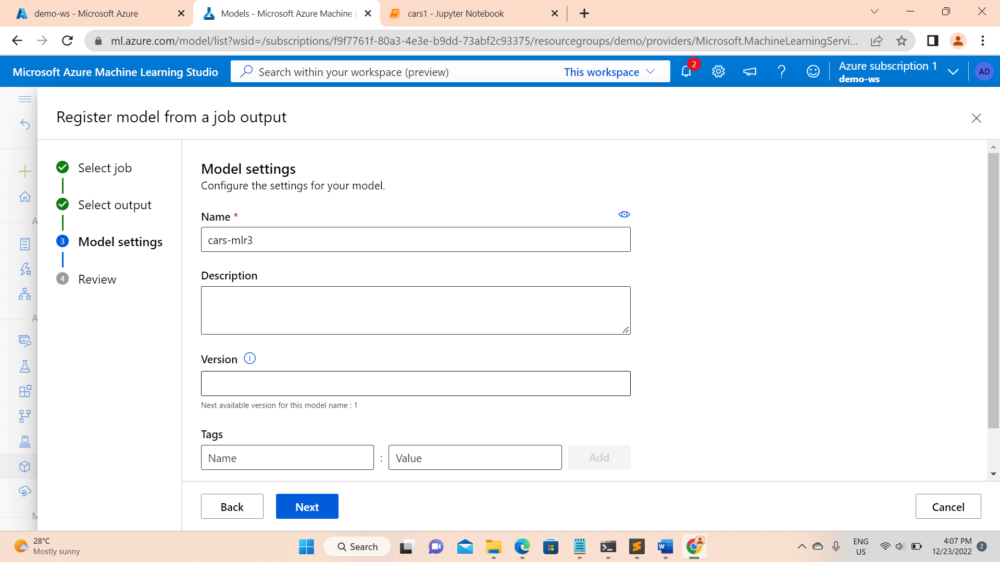 demo-ws - Microsoft Azure
Models - Microsoft Azure Machine L
cars1 - Jupyter Notebook
ml.azure.com/model/list?wsid=/subscriptions/f9f7761f-80a3-4e3e-b9dd-73abf2c93375/resourcegroups/demo/providers/Microsoft.MachineLearningServi...
Microsoft Azure Machine Learning Studio
Search within your workspace (preview)
This workspace
2
Azure subscription 1
demo-ws
AD
Register model from a job output
Select job
Select output
3 Model settings
4 Review
A
A
M
Model settings
Configure the settings for your model.
Name *
cars-mlr3
Description
Version
Next available version for this model name : 1
Tags
Name : Value Add
Back Next Cancel
28°C
Mostly sunny
Search
ENG
US
4:07 PM
12/23/2022
2